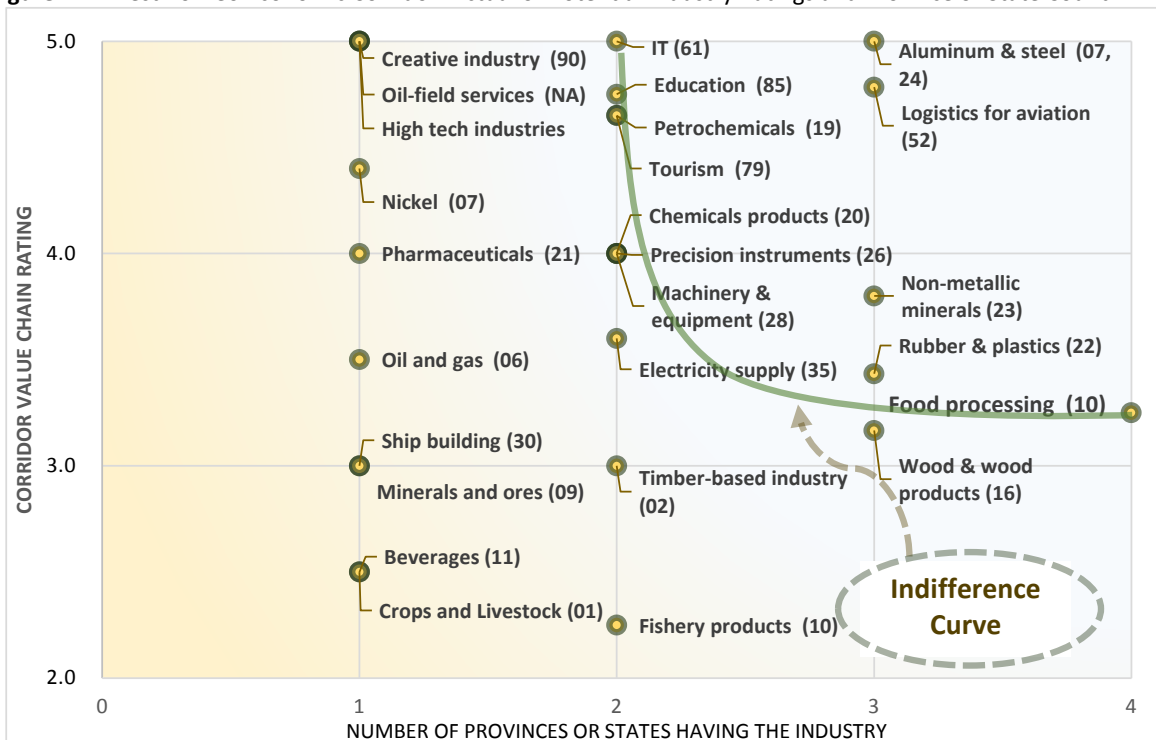 5.0
4.0
3.0
2.0
CORRIDOR VALUE CHAIN RATING
Creative industry (90)
Oil-field services (NA)
High tech industries
Nickel (07)
Pharmaceuticals (21)
Oil and gas (06)
Ship building (30)
Minerals and ores (09)
Beverages (11)
Crops and Livestock (01)
IT (61)
Education (85)
Petrochemicals (19)
Tourism (79)
Chemicals products (20)
Precision instruments (26)
Machinery &
equipment (28)
Electricity supply (35)
Timber-based industry
(02)
Fishery products (10)
Aluminum & steel (07,
24)
Logistics for aviation
(52)
Non-metallic
minerals (23)
Rubber & plastics (22)
Food processing (10)
Wood & wood
products (16)
Indifference
Curve
0
1
2
3
4
NUMBER OF PROVINCES OR STATES HAVING THE INDUSTRY